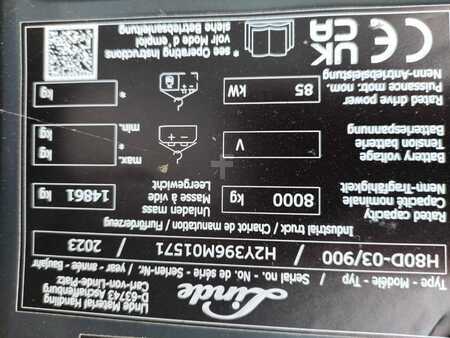 Linde Material Handling
D-63743 Aschaffenburg
Carl-von-Linde-Platz
Linde
Type - Modèle - Typ
Serial no. - No. de série - Serien-Nr. / year - année - Baujahr
H80D-03/900 / H2Y396M01571 / 2023
Industrial truck / Chariot de manutation / Flurförderzeug
Rated capacity
Capacité nominale
Nenn-Tragfähigkeit
8000 kg
Unladen mass
Masse à vide
Leergewicht
14861 kg
Battery voltage
Tension batterie
Batteriespannung
V
* max.
min.
kg
kg
Rated drive power
Puissance motr. nom.
Nenn-Antriebsleistung
85 kW
* kg
CE
UK
CA
* see Operating Instructions
voir Mode d'emploi
siehe Betriebsanleitung